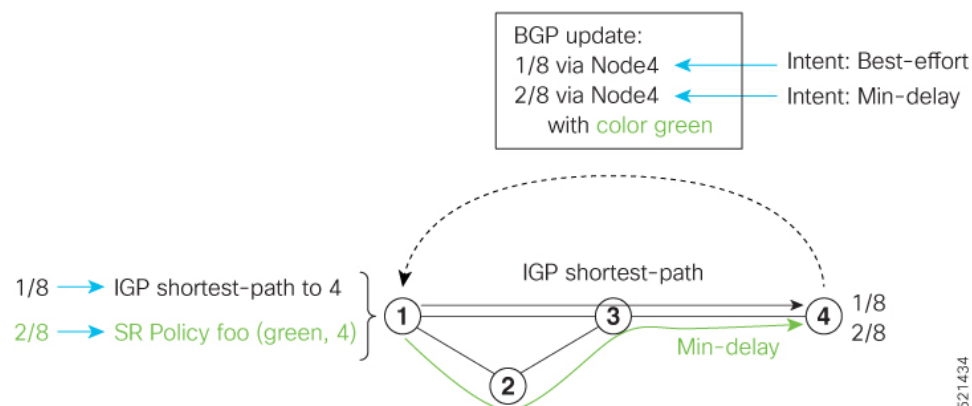 BGP update:
1/8 via Node4
Intent: Best-effort
2/8 via Node4
Intent: Min-delay
with color green
IGP shortest-path
1/8
IGP shortest-path to 4
2/8
SR Policy foo (green, 4)
1
3
4
1/8
2/8
Min-delay
2
521434